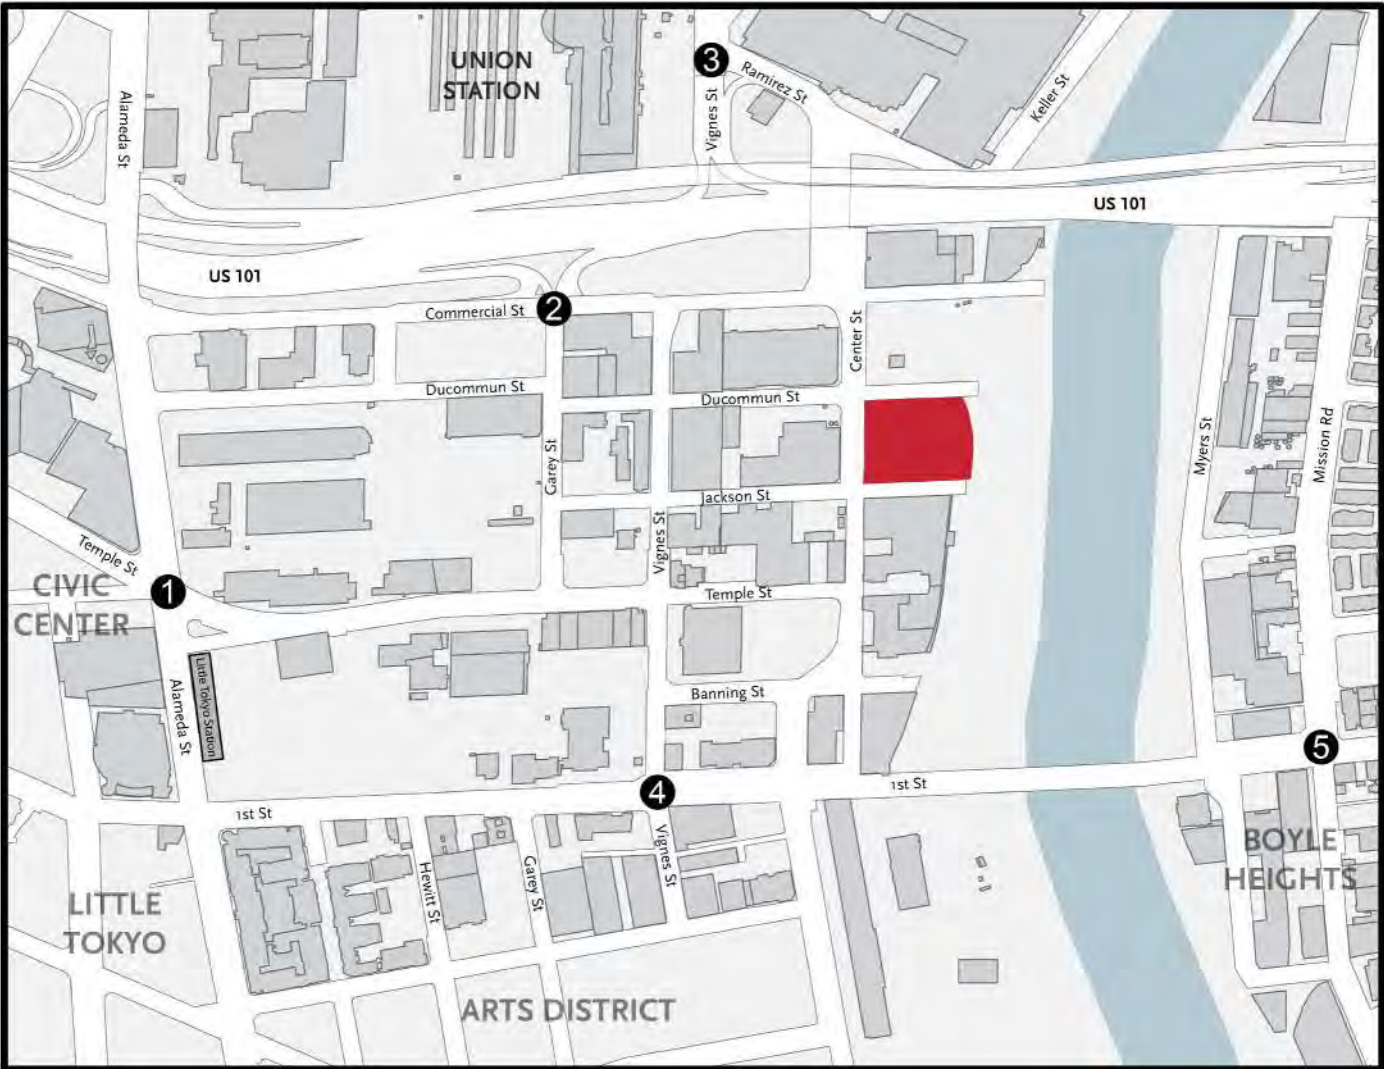 UNION
STATION
3
Ramirez St
Keller St
Alameda St
Vignes St
US 101
US 101
Commercial St
2
Center St
Ducommun St
Ducommun St
Myers St
Mission Rd
Garey St
Jackson St
Vignes St
Temple St
CIVIC
CENTER
1
Temple St
Little Tokyo Station
Alameda St
Banning St
5
4
1st St
1st St
Vignes St
BOYLE
HEIGHTS
Hewitt St
Garey St
LITTLE
TOKYO
ARTS DISTRICT